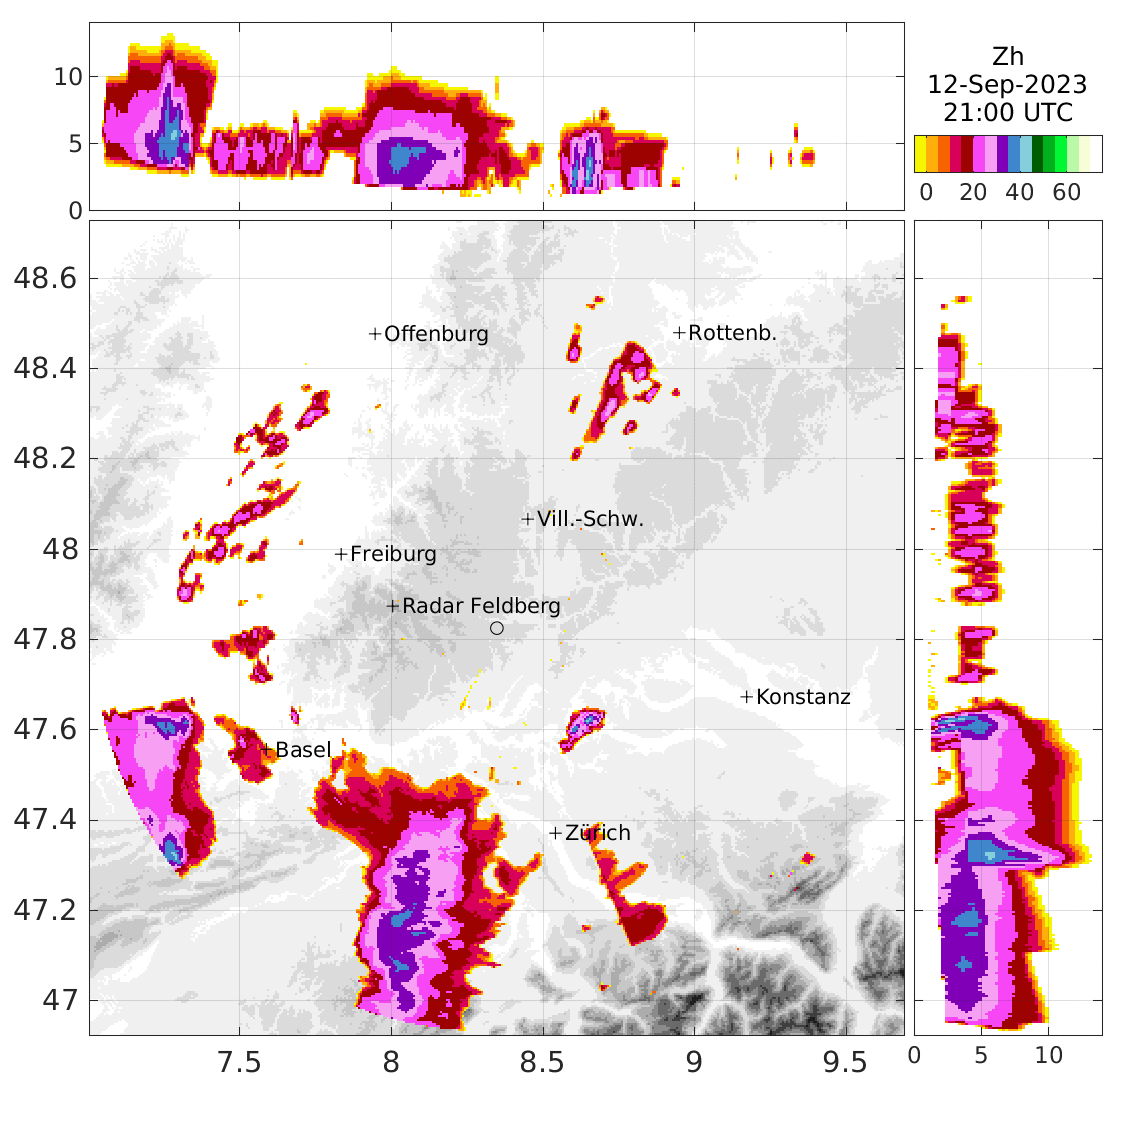 Zh
12-Sep-2023
21:00 UTC
0 20 40 60
10
5
0
48.6
48.4
48.2
48
47.8
47.6
47.4
47.2
47
+Offenburg
+Rottenb.
+Vill.-Schw.
+Freiburg
+Radar Feldberg
+Konstanz
+Basel
+Zürich
7.5 8 8.5 9 9.5
0 5 10